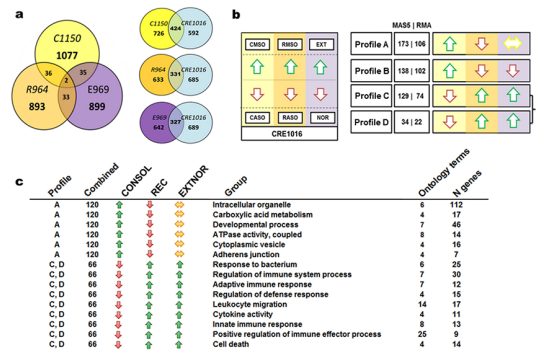 a
C1150
1077
36
35
2
R964
893
33
E969
899
C1150
726
424
CRE1016
592
R964
633
331
CRE1016
685
E969
642
327
CRE1016
689
b
CMSO RMSO EXT
CASO RASO NOR
CRE1016
MAS5 | RMA
Profile A 173 | 106
Profile B 138 | 102
Profile C 129 | 74
Profile D 34 | 22
c
Profile Combined CONSOL REC EXTNOR Group Ontology terms N genes
A 120 Intracellular organelle 6 112
A 120 Carboxylic acid metabolism 4 17
A 120 Developmental process 7 46
A 120 ATPase activity, coupled 8 14
A 120 Cytoplasmic vesicle 4 16
A 120 Adherens junction 4 7
C, D 66 Response to bacterium 6 25
C, D 66 Regulation of immune system process 7 30
C, D 66 Adaptive immune response 7 12
C, D 66 Regulation of defense response 4 15
C, D 66 Leukocyte migration 14 17
C, D 66 Cytokine activity 4 11
C, D 66 Innate immune response 8 13
C, D 66 Positive regulation of immune effector process 25 9
C, D 66 Cell death 4 14